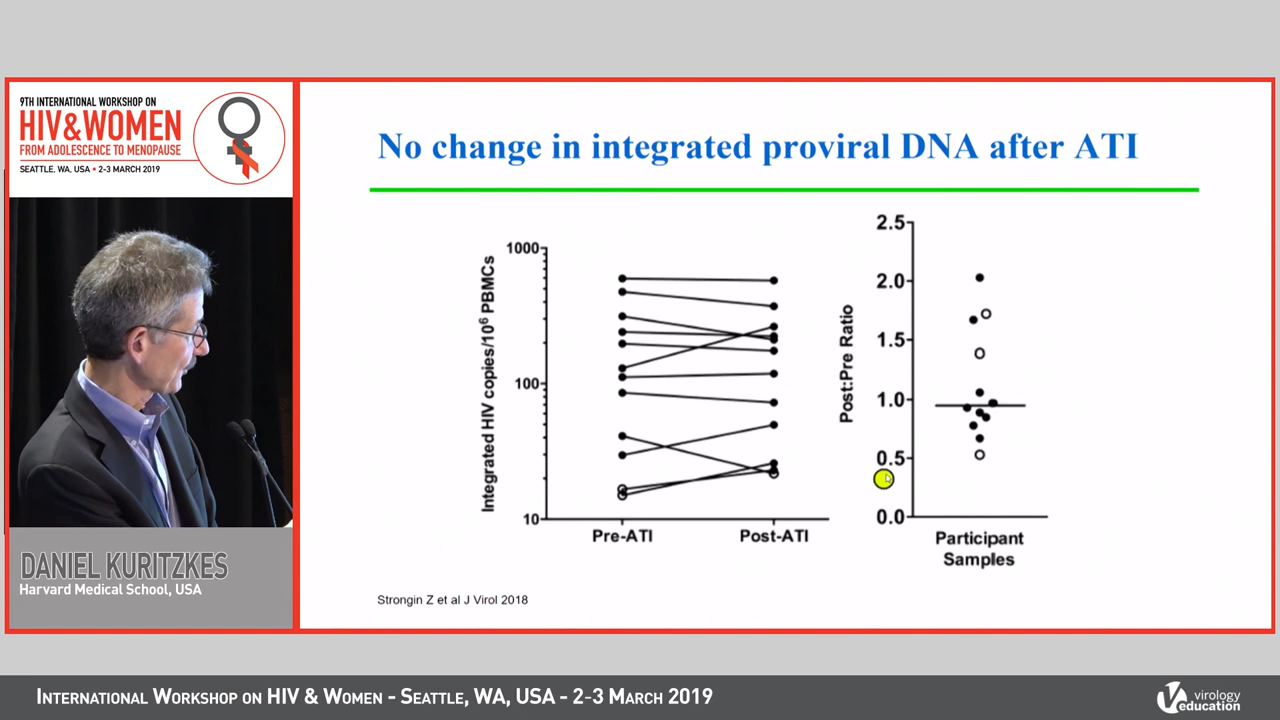 9TH INTERNATIONAL WORKSHOP ON
HIV&WOMEN
FROM ADOLESCENCE TO MENOPAUSE
SEATTLE, WA, USA • 2-3 MARCH 2019
DANIEL KURITZKES
Harvard Medical School, USA
No change in integrated proviral DNA after ATI
Integrated HIV copies/10⁶ PBMCs
1000
100
10
Pre-ATI
Post-ATI
Post:Pre Ratio
2.5
2.0
1.5
1.0
0.5
0.0
Participant
Samples
Strongin Z et al J Virol 2018
INTERNATIONAL WORKSHOP ON HIV & WOMEN - SEATTLE, WA, USA - 2-3 MARCH 2019
virology
education